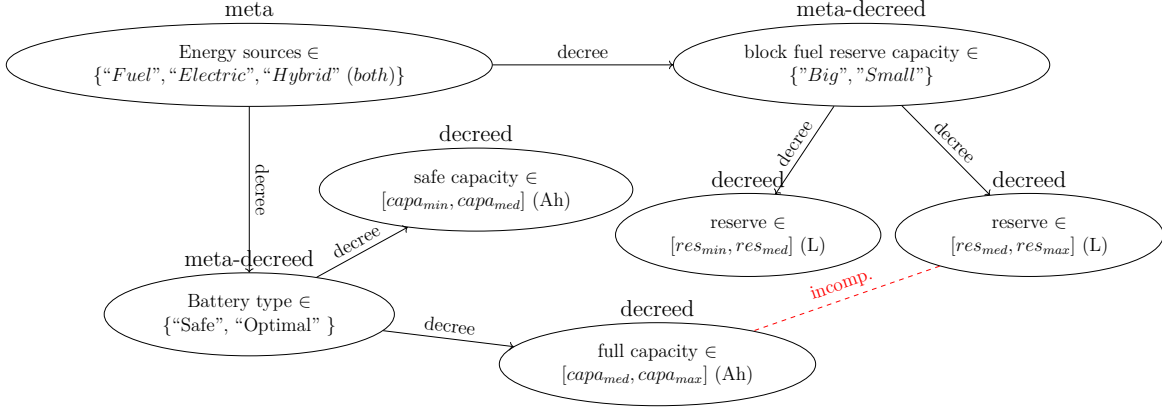 meta
Energy sources ∈
{“Fuel”, “Electric”, “Hybrid” (both)}
decree
meta-decreed
block fuel reserve capacity ∈
{”Big”, ”Small”}
decree
decree
decree
decreed
safe capacity ∈
[capa_min, capa_med] (Ah)
decree
decreed
reserve ∈
[res_min, res_med] (L)
decreed
reserve ∈
[res_med, res_max] (L)
meta-decreed
Battery type ∈
{“Safe”, “Optimal” }
decree
incomp.
decreed
full capacity ∈
[capa_med, capa_max] (Ah)